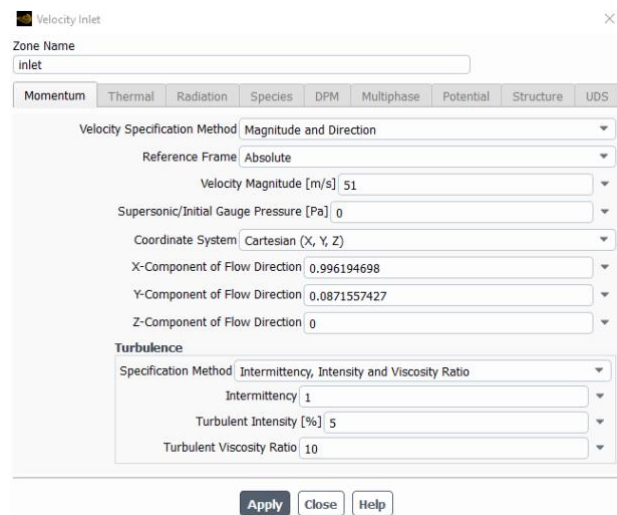 Velocity Inlet
Zone Name
inlet
Momentum Thermal Radiation Species DPM Multiphase Potential Structure UDS
Velocity Specification Method Magnitude and Direction
Reference Frame Absolute
Velocity Magnitude [m/s] 51
Supersonic/Initial Gauge Pressure [Pa] 0
Coordinate System Cartesian (X, Y, Z)
X-Component of Flow Direction 0.996194698
Y-Component of Flow Direction 0.0871557427
Z-Component of Flow Direction 0
Turbulence
Specification Method Intermittency, Intensity and Viscosity Ratio
Intermittency 1
Turbulent Intensity [%] 5
Turbulent Viscosity Ratio 10
Apply Close Help